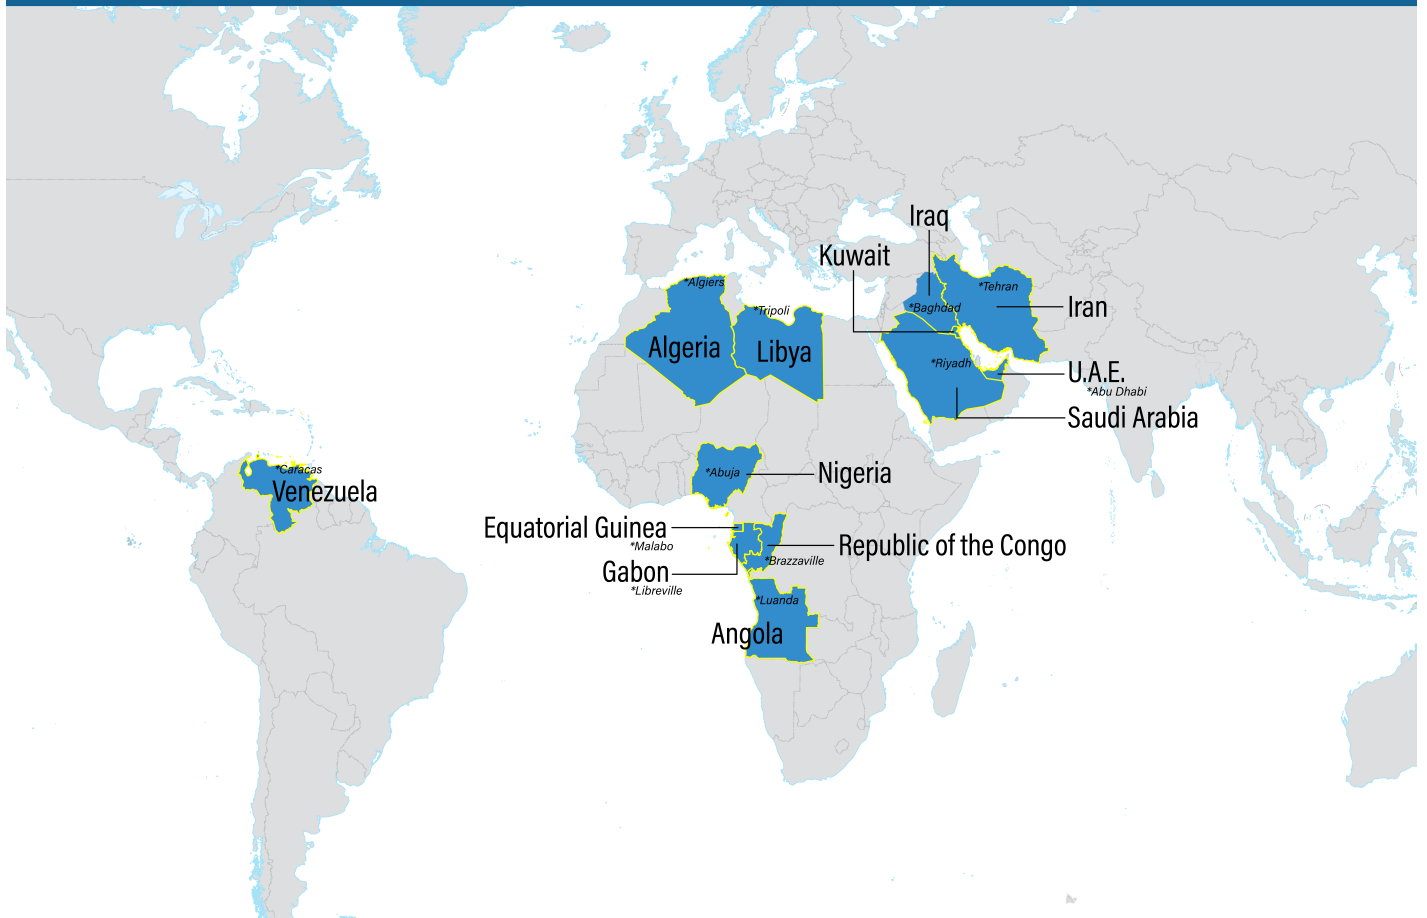 Iraq
Kuwait
*Algiers
*Tehran
*Tripoli
*Baghdad
Iran
Algeria
Libya
*Riyadh
U.A.E.
*Abu Dhabi
Saudi Arabia
*Caracas
Venezuela
*Abuja
Nigeria
Equatorial Guinea
*Malabo
Republic of the Congo
*Brazzaville
Gabon
*Libreville
*Luanda
Angola